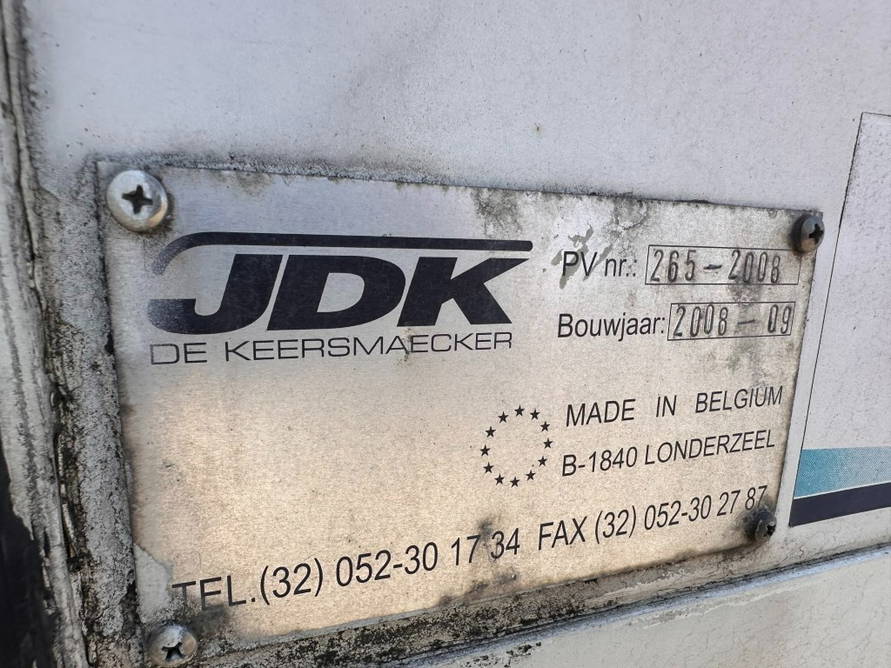 JDK
DE KEERSMAECKER
PV nr.: 265-2008
Bouwjaar: 2008-09
MADE IN BELGIUM
B-1840 LONDERZEEL
TEL.(32) 052-30 17 34 FAX (32) 052-30 27 87